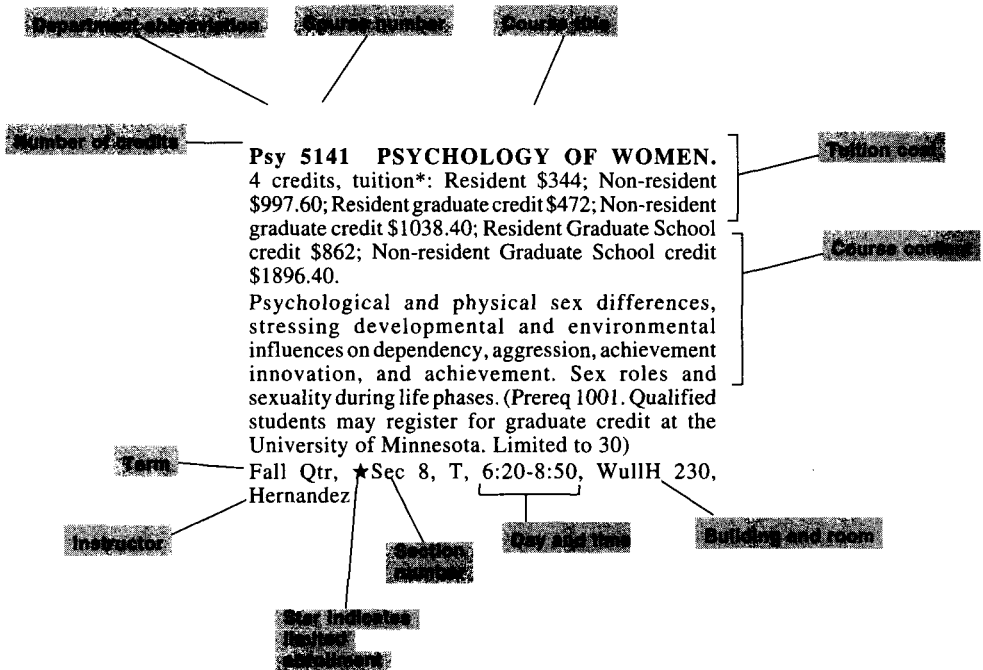 Department abbreviation
Course number
Course title
Number of credits
Psy 5141 PSYCHOLOGY OF WOMEN.
4 credits, tuition*: Resident $344; Non-resident
$997.60; Resident graduate credit $472; Non-resident
graduate credit $1038.40; Resident Graduate School
credit $862; Non-resident Graduate School credit
$1896.40.
Tuition cost
Course content
Psychological and physical sex differences,
stressing developmental and environmental
influences on dependency, aggression, achievement
innovation, and achievement. Sex roles and
sexuality during life phases. (Prereq 1001. Qualified
students may register for graduate credit at the
University of Minnesota. Limited to 30)
Term
Fall Qtr, ★Sec 8, T, 6:20-8:50, WullH 230,
Hernandez
Instructor
Section
number
Day and time
Building and room
Star indicates
limited
enrollment